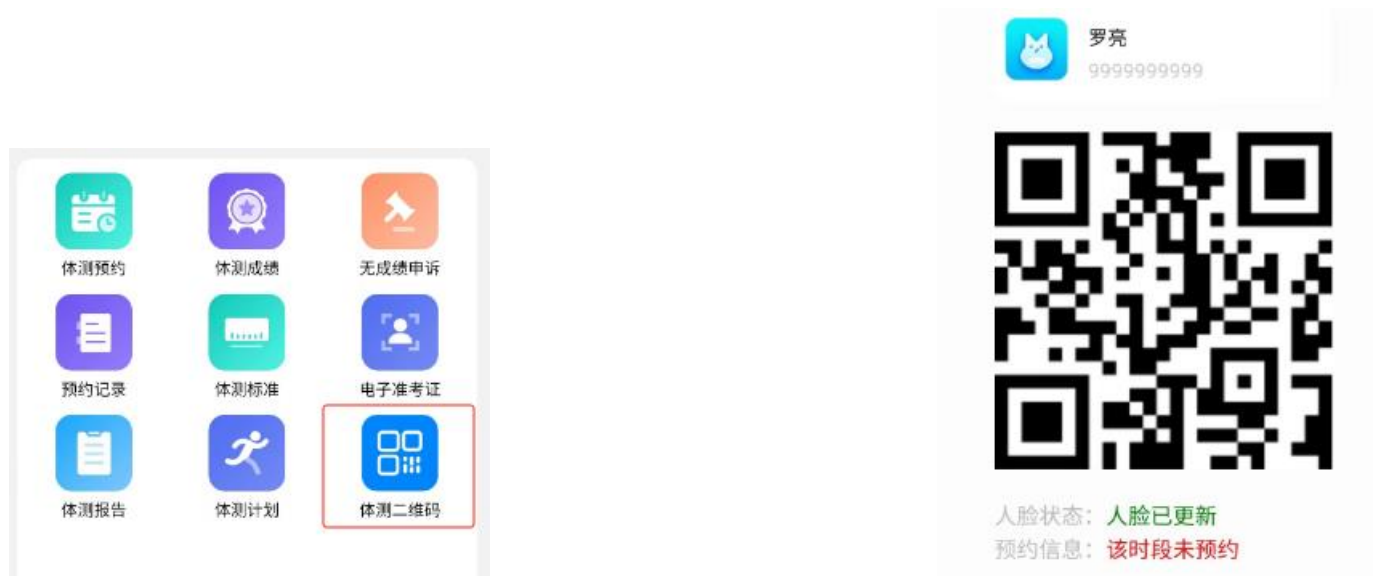 体测预约 体测成绩 无成绩申诉
预约记录 体测标准 电子准考证
体测报告 体测计划 体测二维码
罗亮
9999999999
人脸状态：人脸已更新
预约信息：该时段未预约